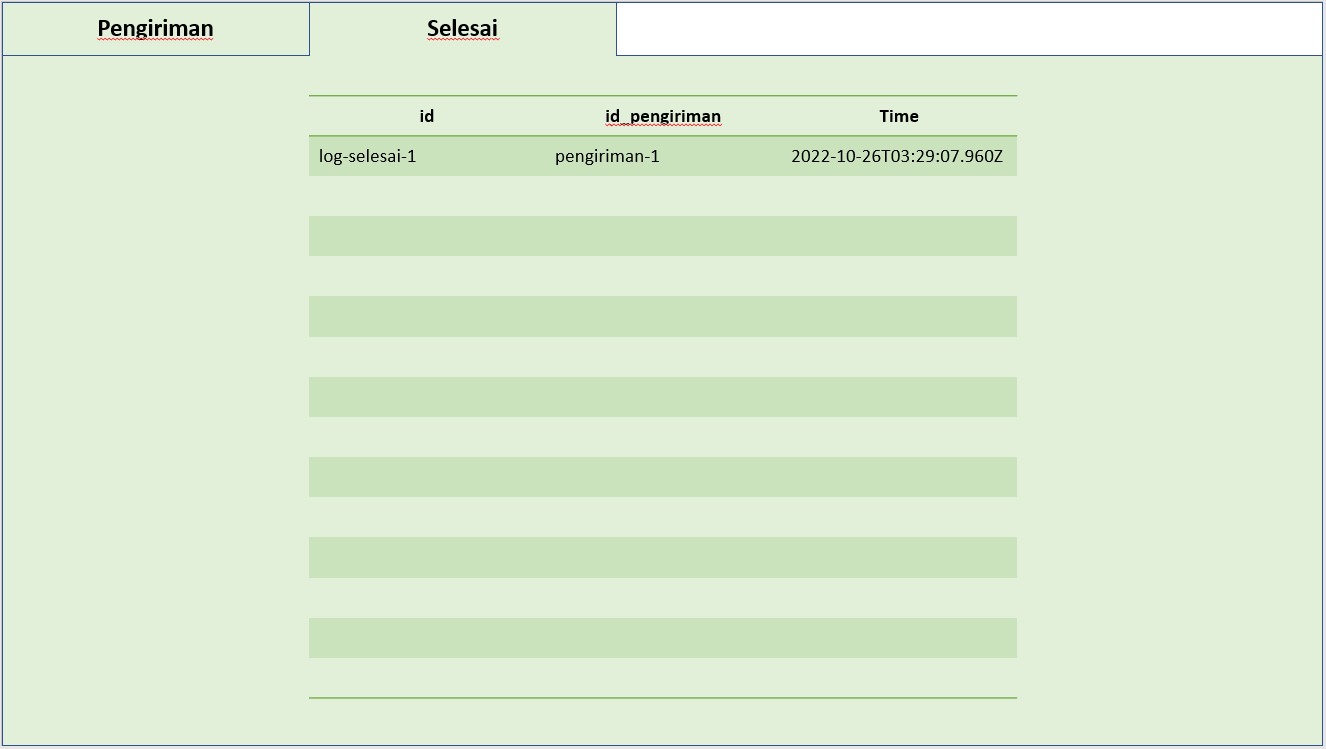 Pengiriman Selesai
id id_pengiriman Time
log-selesai-1 pengiriman-1 2022-10-26T03:29:07.960Z